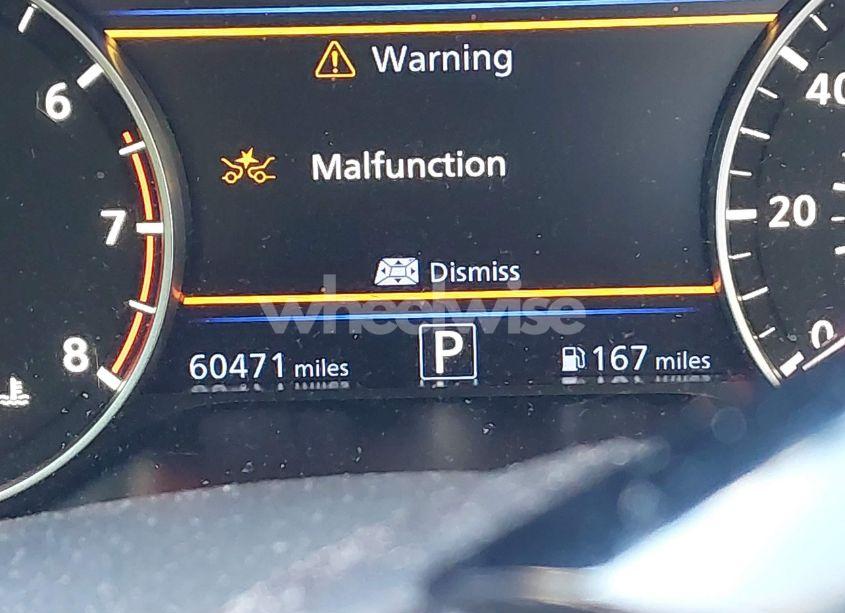 Warning
6
40
Malfunction
7
20
Dismiss
wheelwise
8
60471 miles
P
167 miles
0